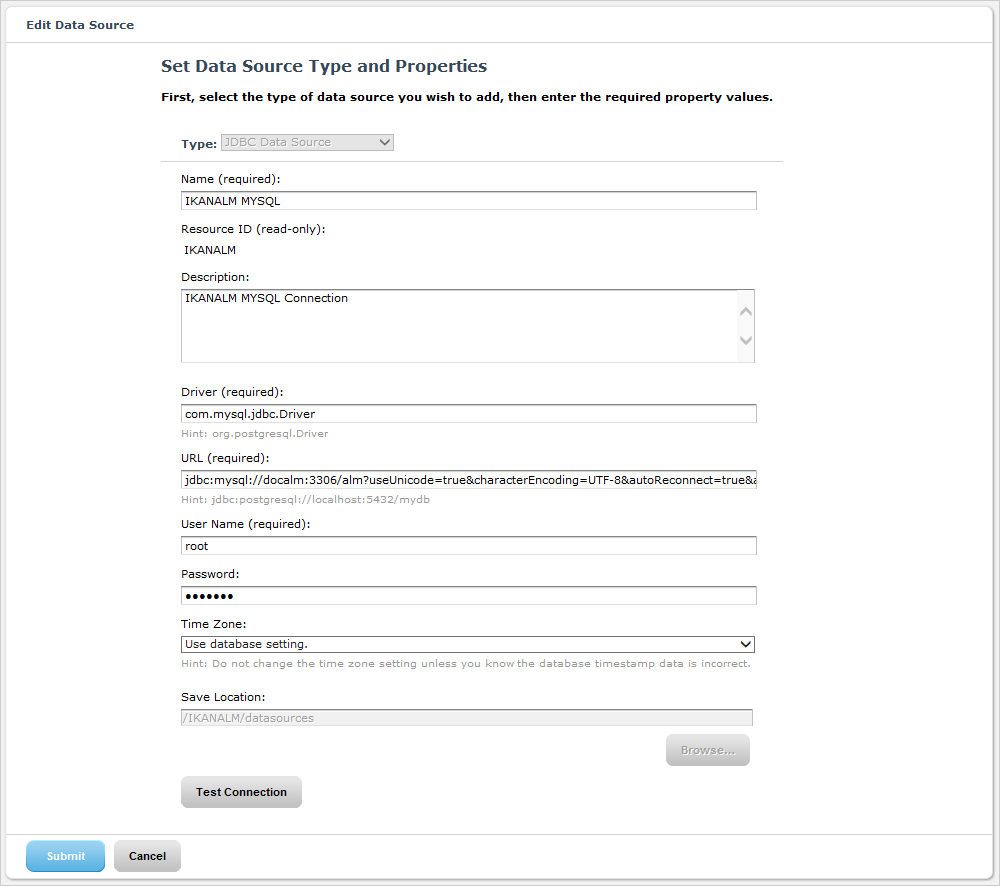 Edit Data Source
Set Data Source Type and Properties
First, select the type of data source you wish to add, then enter the required property values.
Type: JDBC Data Source
Name (required):
IKANALM MYSQL
Resource ID (read-only):
IKANALM
Description:
IKANALM MYSQL Connection
Driver (required):
com.mysql.jdbc.Driver
Hint: org.postgresql.Driver
URL (required):
jdbc:mysql://docalm:3306/alm?useUnicode=true&characterEncoding=UTF-8&autoReconnect=true&
Hint: jdbc:postgresql://localhost:5432/mydb
User Name (required):
root
Password:
•••••••
Time Zone:
Use database setting.
Hint: Do not change the time zone setting unless you know the database timestamp data is incorrect.
Save Location:
/IKANALM/datasources
Browse...
Test Connection
Submit Cancel